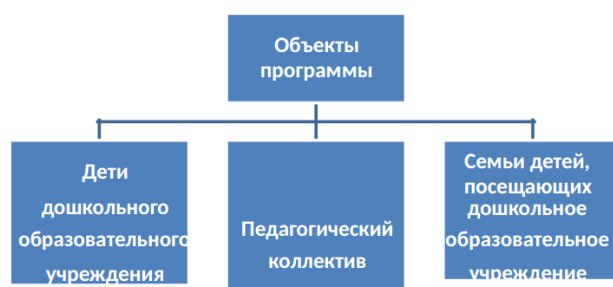 Объекты
программы
Дети
дошкольного
образовательного
учреждения
Педагогический
коллектив
Семьи детей,
посещающих
дошкольное
образовательное
учреждение